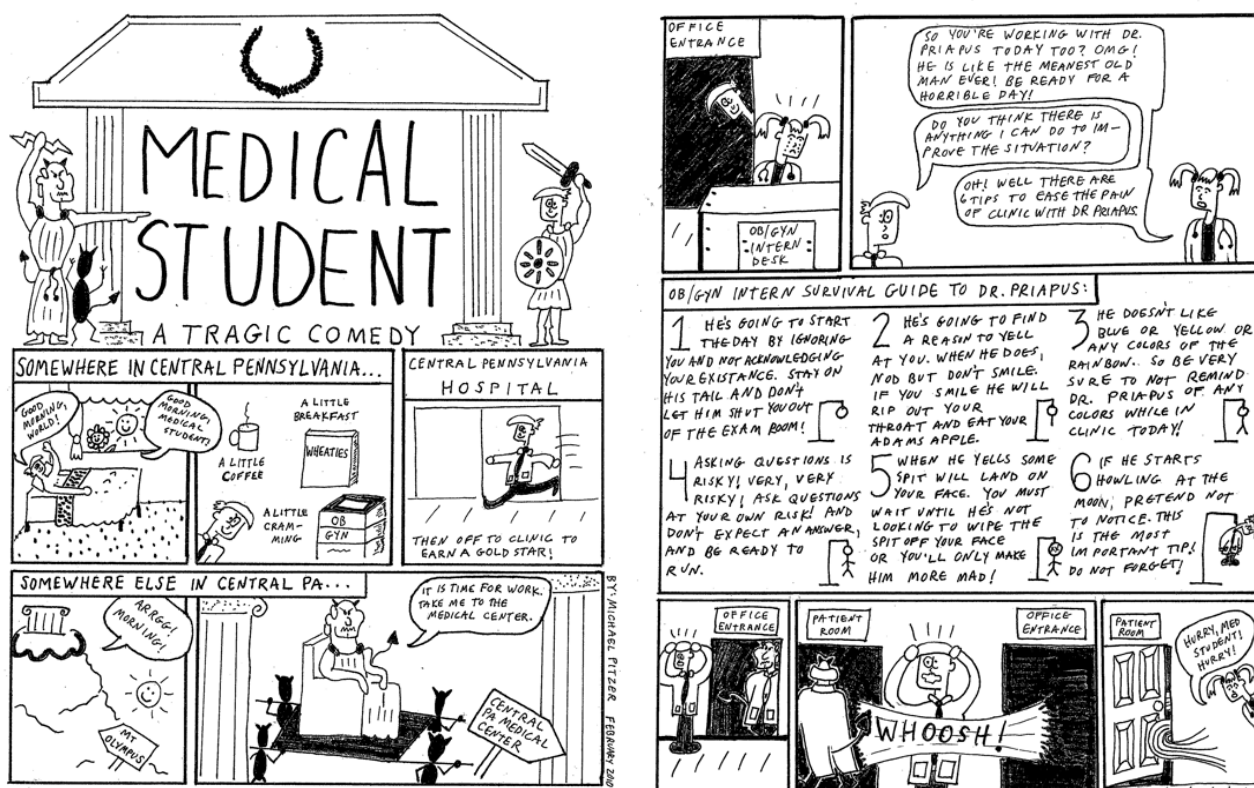 MEDICAL
STUDENT
A TRAGIC COMEDY
SOMEWHERE IN CENTRAL PENNSYLVANIA...
GOOD
MORNING,
WORLD!
GOOD
MORNING,
MEDICAL
STUDENT!
A LITTLE
COFFEE
A LITTLE
BREAKFAST
WHEATIES
A LITTLE
CRAM-
MING
OB
GYN
CENTRAL PENNSYLVANIA
HOSPITAL
THEN OFF TO CLINIC TO
EARN A GOLD STAR!
SOMEWHERE ELSE IN CENTRAL PA...
ARRGG!
MORNING!
MT
OLYMPUS
IT IS TIME FOR WORK.
TAKE ME TO THE
MEDICAL CENTER.
CENTRAL
PA MEDICAL
CENTER
BY: MICHAEL PITZER FEBRUARY 2010
OFFICE
ENTRANCE
OB/GYN
INTERN
DESK
SO YOU'RE WORKING WITH DR.
PRIAPUS TODAY TOO? OMG!
HE IS LIKE THE MEANEST OLD
MAN EVER! BE READY FOR A
HORRIBLE DAY!
DO YOU THINK THERE IS
ANYTHING I CAN DO TO IM-
PROVE THE SITUATION?
OH! WELL THERE ARE
6 TIPS TO EASE THE PAIN
OF CLINIC WITH DR PRIAPUS.
OB/GYN INTERN SURVIVAL GUIDE TO DR. PRIAPUS:
1 HE'S GOING TO START
THE DAY BY IGNORING
YOU AND NOT ACKNOWLEDGING
YOUR EXISTANCE. STAY ON
HIS TAIL AND DON'T
LET HIM SHUT YOU OUT
OF THE EXAM ROOM!
2 HE'S GOING TO FIND
A REASON TO YELL
AT YOU. WHEN HE DOES,
NOD BUT DON'T SMILE.
IF YOU SMILE HE WILL
RIP OUT YOUR
THROAT AND EAT YOUR
ADAMS APPLE.
3 HE DOESN'T LIKE
BLUE OR YELLOW OR
ANY COLORS OF THE
RAINBOW. SO BE VERY
SURE TO NOT REMIND
DR. PRIAPUS OF ANY
COLORS WHILE IN
CLINIC TODAY!
4 ASKING QUESTIONS IS
RISKY! VERY, VERY
RISKY! ASK QUESTIONS
AT YOUR OWN RISK! AND
DON'T EXPECT AN ANSWER,
AND BE READY TO
RUN.
5 WHEN HE YELLS SOME
SPIT WILL LAND ON
YOUR FACE. YOU MUST
WAIT UNTIL HE'S NOT
LOOKING TO WIPE THE
SPIT OFF YOUR FACE
OR YOU'LL ONLY MAKE
HIM MORE MAD!
6 IF HE STARTS
HOWLING AT THE
MOON, PRETEND NOT
TO NOTICE. THIS
IS THE MOST
IMPORTANT TIP!
DO NOT FORGET!
OFFICE
ENTRANCE
PATIENT
ROOM
OFFICE
ENTRANCE
WHOOSH!
PATIENT
ROOM
HURRY, MED
STUDENT!
HURRY!